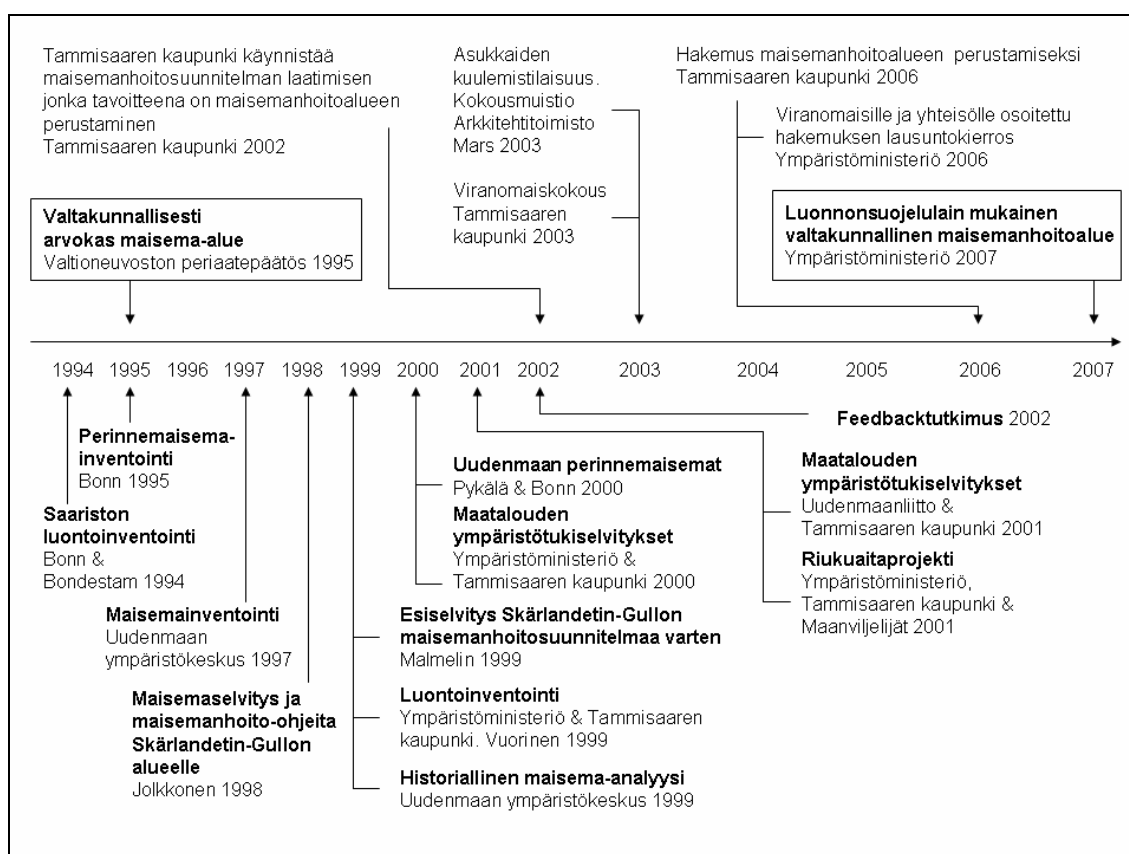 Tammisaaren kaupunki käynnistää
maisemanhoitosuunnitelman laatimisen
jonka tavoitteena on maisemanhoitoalueen
perustaminen
Tammisaaren kaupunki 2002
Asukkaiden
kuulemistilaisuus.
Kokousmuistio
Arkkitehtitoimisto
Mars 2003
Viranomaiskokous
Tammisaaren
kaupunki 2003
Hakemus maisemanhoitoalueen perustamiseksi
Tammisaaren kaupunki 2006
Viranomaisille ja yhteisölle osoitettu
hakemuksen lausuntokierros
Ympäristöministeriö 2006
Valtakunnallisesti
arvokas maisema-alue
Valtioneuvoston periaatepäätös 1995
Luonnonsuojelulain mukainen
valtakunnallinen maisemanhoitoalue
Ympäristöministeriö 2007
1994 1995 1996 1997 1998 1999 2000 2001 2002 2003 2004 2005 2006 2007
Perinnemaisema-
inventointi
Bonn 1995
Saariston
luontoinventointi
Bonn &
Bondestam 1994
Maisemainventointi
Uudenmaan
ympäristökeskus 1997
Maisemaselvitys ja
maisemanhoito-ohjeita
Skärlandetin-Gullon
alueelle
Jolkkonen 1998
Uudenmaan perinnemaisemat
Pykälä & Bonn 2000
Maatalouden
ympäristötukiselvitykset
Ympäristöministeriö &
Tammisaaren kaupunki 2000
Esiselvitys Skärlandetin-Gullon
maisemanhoitosuunnitelmaa varten
Malmelin 1999
Luontoinventointi
Ympäristöministeriö & Tammisaaren
kaupunki. Vuorinen 1999
Historiallinen maisema-analyysi
Uudenmaan ympäristökeskus 1999
Feedbacktutkimus 2002
Maatalouden
ympäristötukiselvitykset
Uudenmaanliitto &
Tammisaaren kaupunki 2001
Riukuaitaprojekti
Ympäristöministeriö,
Tammisaaren kaupunki &
Maanviljelijät 2001